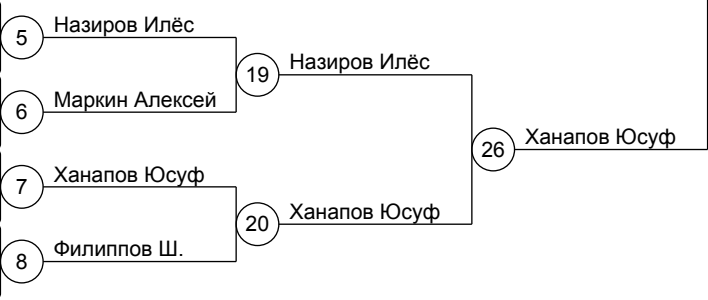 5 Назиров Илёс
6 Маркин Алексей
19 Назиров Илёс
7 Ханапов Юсуф
8 Филиппов Ш.
20 Ханапов Юсуф
26 Ханапов Юсуф